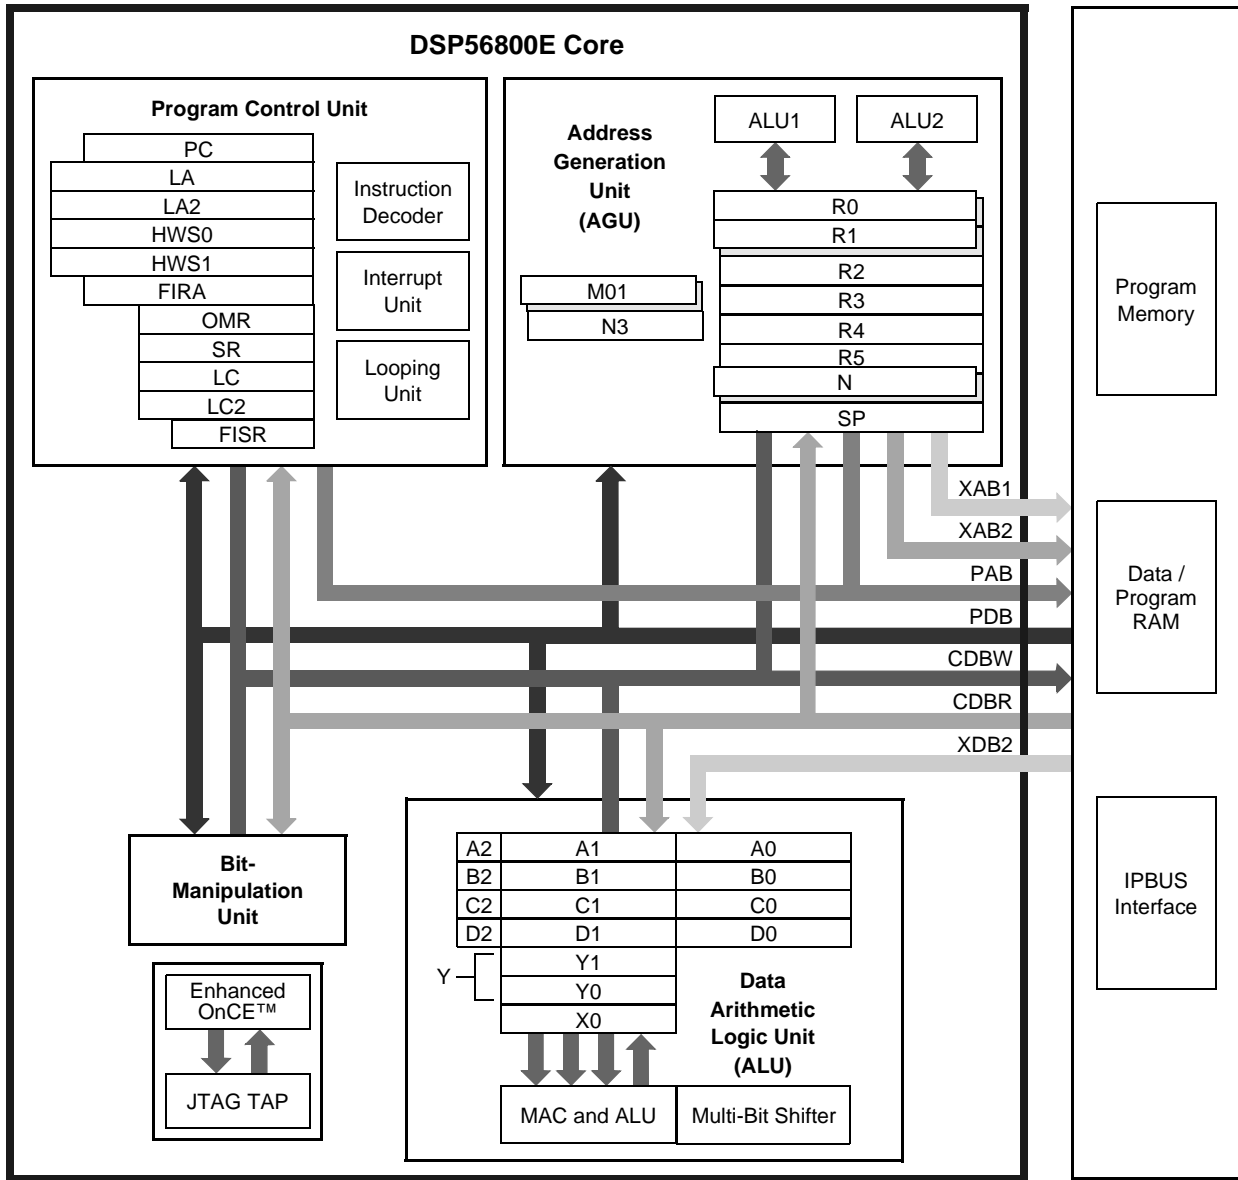 DSP56800E Core
Program Control Unit
PC
LA
LA2
HWS0
HWS1
FIRA
OMR
SR
LC
LC2
FISR
Instruction
Decoder
Interrupt
Unit
Looping
Unit
Address
Generation
Unit
(AGU)
ALU1
ALU2
R0
R1
R2
R3
R4
R5
N
SP
M01
N3
XAB1
XAB2
PAB
PDB
CDBW
CDBR
XDB2
Program
Memory
Data /
Program
RAM
IPBUS
Interface
Bit-
Manipulation
Unit
Enhanced
OnCE™
JTAG TAP
A2 A1 A0
B2 B1 B0
C2 C1 C0
D2 D1 D0
Y
Y1
Y0
X0
Data
Arithmetic
Logic Unit
(ALU)
MAC and ALU
Multi-Bit Shifter